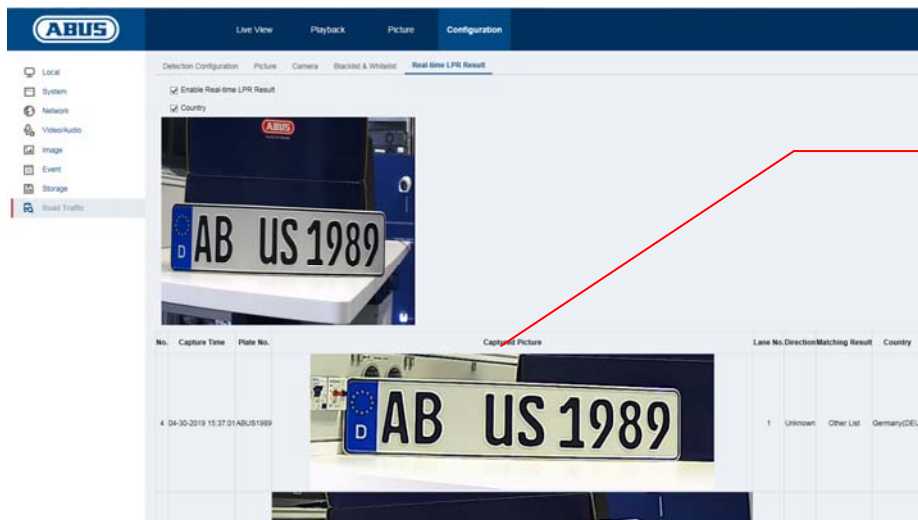 ABUS
Live View Playback Picture Configuration
Detection Configuration Picture Camera Blacklist & Whitelist Real-time LPR Result
Local
System
Network
Video/Audio
Image
Event
Storage
Road Traffic
Enable Real-time LPR Result
Country
ABUS
D AB US 1989
No. Capture Time Plate No. Captured Picture Lane No. Direction Matching Result Country
D AB US 1989
4 04-30-2019 15:37:01 ABUS1989 1 Unknown Other List Germany(DEU